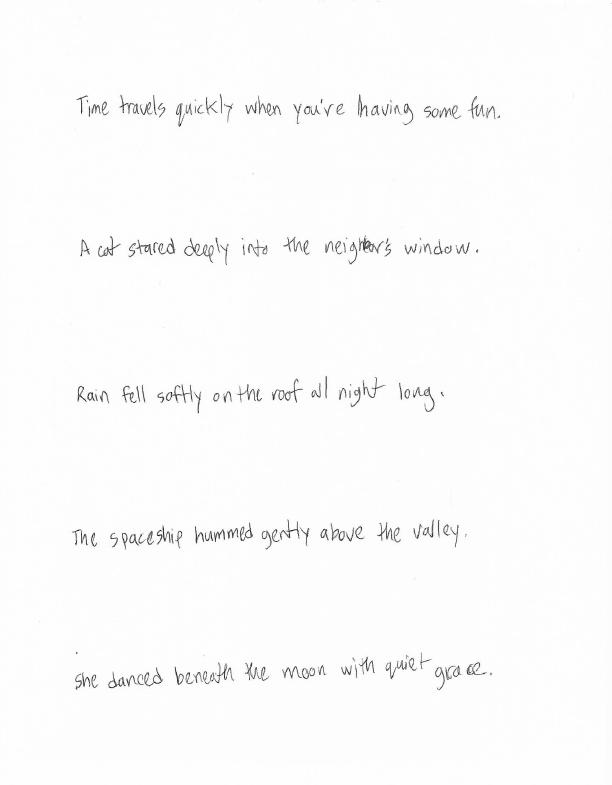 Time travels quickly when you've having some fun.
A cat stared deeply into the neighbor's window.
Rain fell softly on the roof all night long.
The spaceship hummed gently above the valley.
She danced beneath the moon with quiet grace.